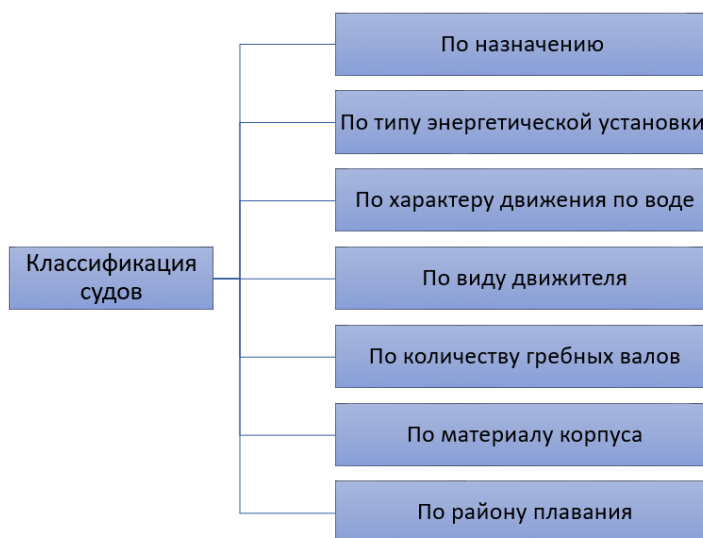 По назначению
По типу энергетической установки
По характеру движения по воде
Классификация
судов
По виду движителя
По количеству гребных валов
По материалу корпуса
По району плавания